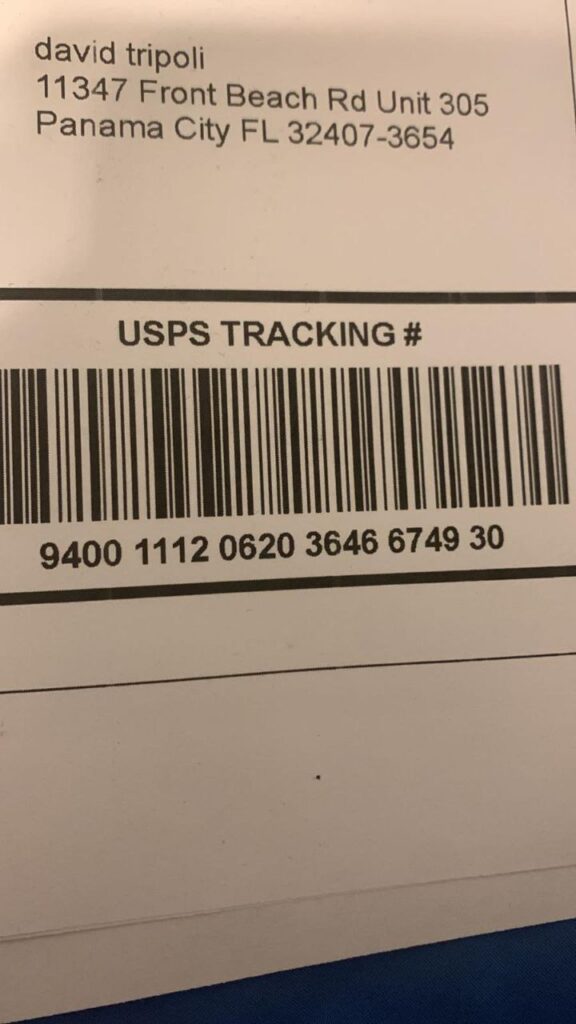 david tripoli
11347 Front Beach Rd Unit 305
Panama City FL 32407-3654
USPS TRACKING #
9400 1112 0620 3646 6749 30